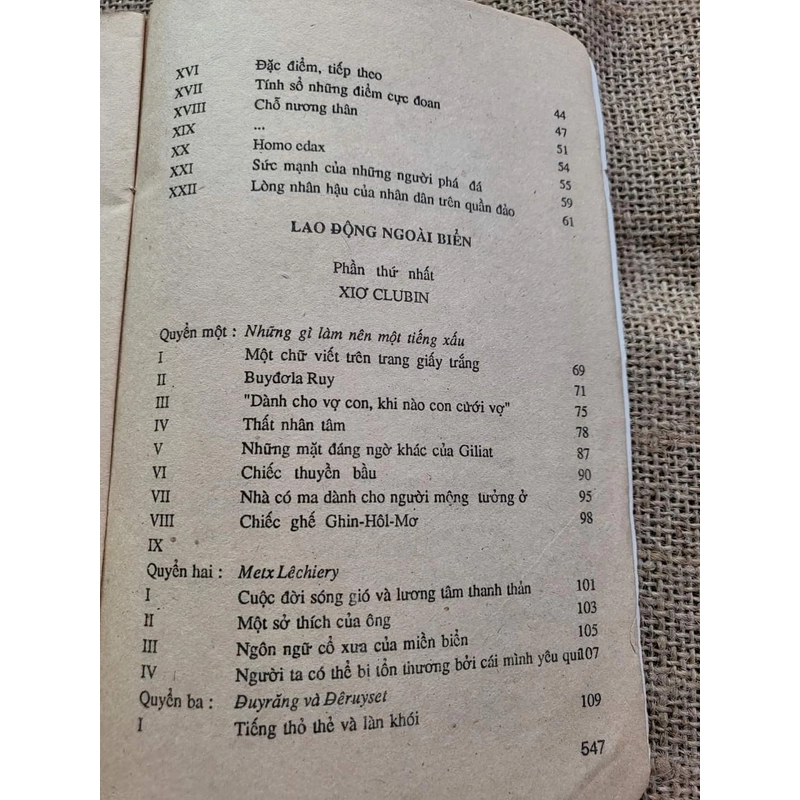 XVI Đặc điểm, tiếp theo
XVII Tính sổ những điểm cực đoan
XVIII Chỗ nương thân 44
XIX ... 47
XX Homo cdax 51
XXI Sức mạnh của những người phá đá 54
XXII Lòng nhân hậu của nhân dân trên quần đảo 55
59
61
LAO ĐỘNG NGOÀI BIỂN
Phần thứ nhất
XIƠ CLUBIN
Quyển một : Những gì làm nên một tiếng xấu
I Một chữ viết trên trang giấy trắng 69
II Buyđơla Ruy 71
III "Dành cho vợ con, khi nào con cưới vợ" 75
IV Thất nhân tâm 78
V Những mặt đáng ngờ khác của Giliat 87
VI Chiếc thuyền bầu 90
VII Nhà có ma dành cho người mộng tưởng ở 95
VIII Chiếc ghế Ghin-Hôl-Mơ 98
IX
Quyển hai : Metx Lêchiery
I Cuộc đời sóng gió và lương tâm thanh thản 101
II Một sở thích của ông 103
III Ngôn ngữ cổ xưa của miền biển 105
IV Người ta có thể bị tổn thương bởi cái mình yêu quí 107
Quyển ba : Đuyrăng và Đêruyset 109
I Tiếng thỏ thẻ và làn khói
547